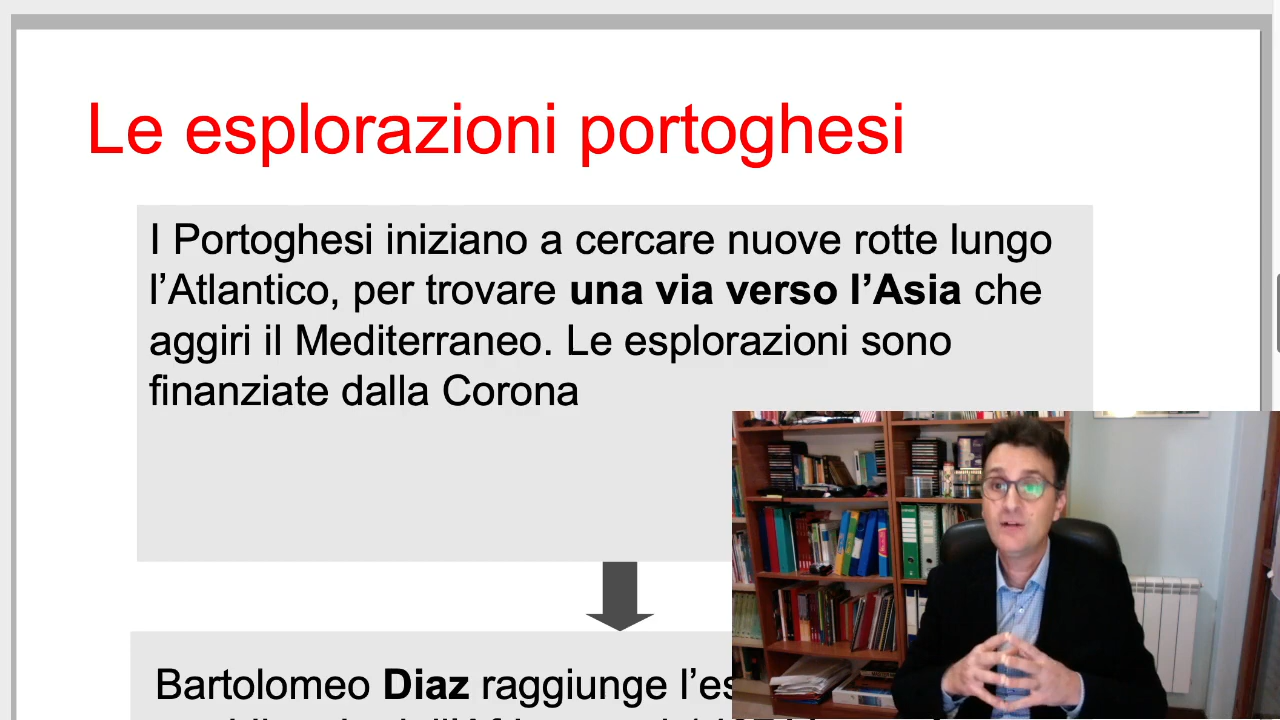 Le esplorazioni portoghesi
I Portoghesi iniziano a cercare nuove rotte lungo
l'Atlantico, per trovare una via verso l'Asia che
aggiri il Mediterraneo. Le esplorazioni sono
finanziate dalla Corona
Bartolomeo Diaz raggiunge l'es